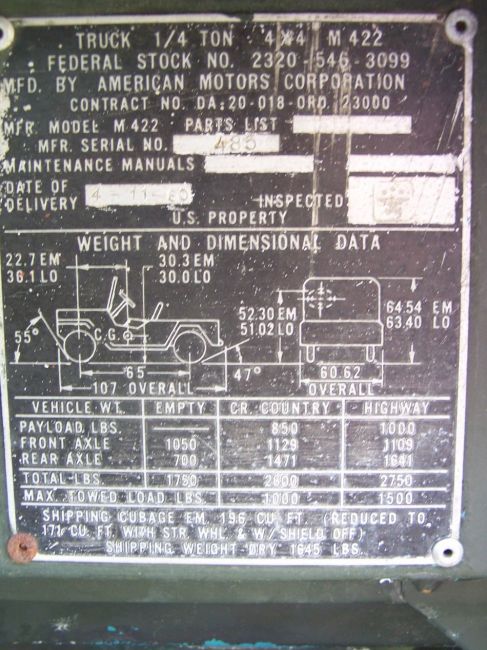 TRUCK 1/4 TON 4X4 M422
FEDERAL STOCK NO. 2320-546-3099
MFD. BY AMERICAN MOTORS CORPORATION
CONTRACT NO. DA-20-018-ORD. 23000
MFR. MODEL M422 PARTS LIST
MFR. SERIAL NO. 485
MAINTENANCE MANUALS
DATE OF
DELIVERY 4-11-60 INSPECTED
U.S. PROPERTY
WEIGHT AND DIMENSIONAL DATA
22.7 EM 30.3 EM
36.1 LO 30.0 LO
52.30 EM 64.54 EM
51.02 LO 63.40 LO
55° C.G.
65 47° 60.62
107 OVERALL OVERALL
VEHICLE WT. EMPTY CR. COUNTRY HIGHWAY
PAYLOAD, LBS. 850 1000
FRONT AXLE 1050 1129 1109
REAR AXLE 700 1471 1641
TOTAL LBS. 1750 2600 2750
MAX. TOWED LOAD LBS. 1000 1500
SHIPPING CUBAGE EM. 196 CU. FT. (REDUCED TO
171 CU. FT. WITH STR. WHL. & W/SHIELD OFF)
SHIPPING WEIGHT-DRY 1645 LBS.